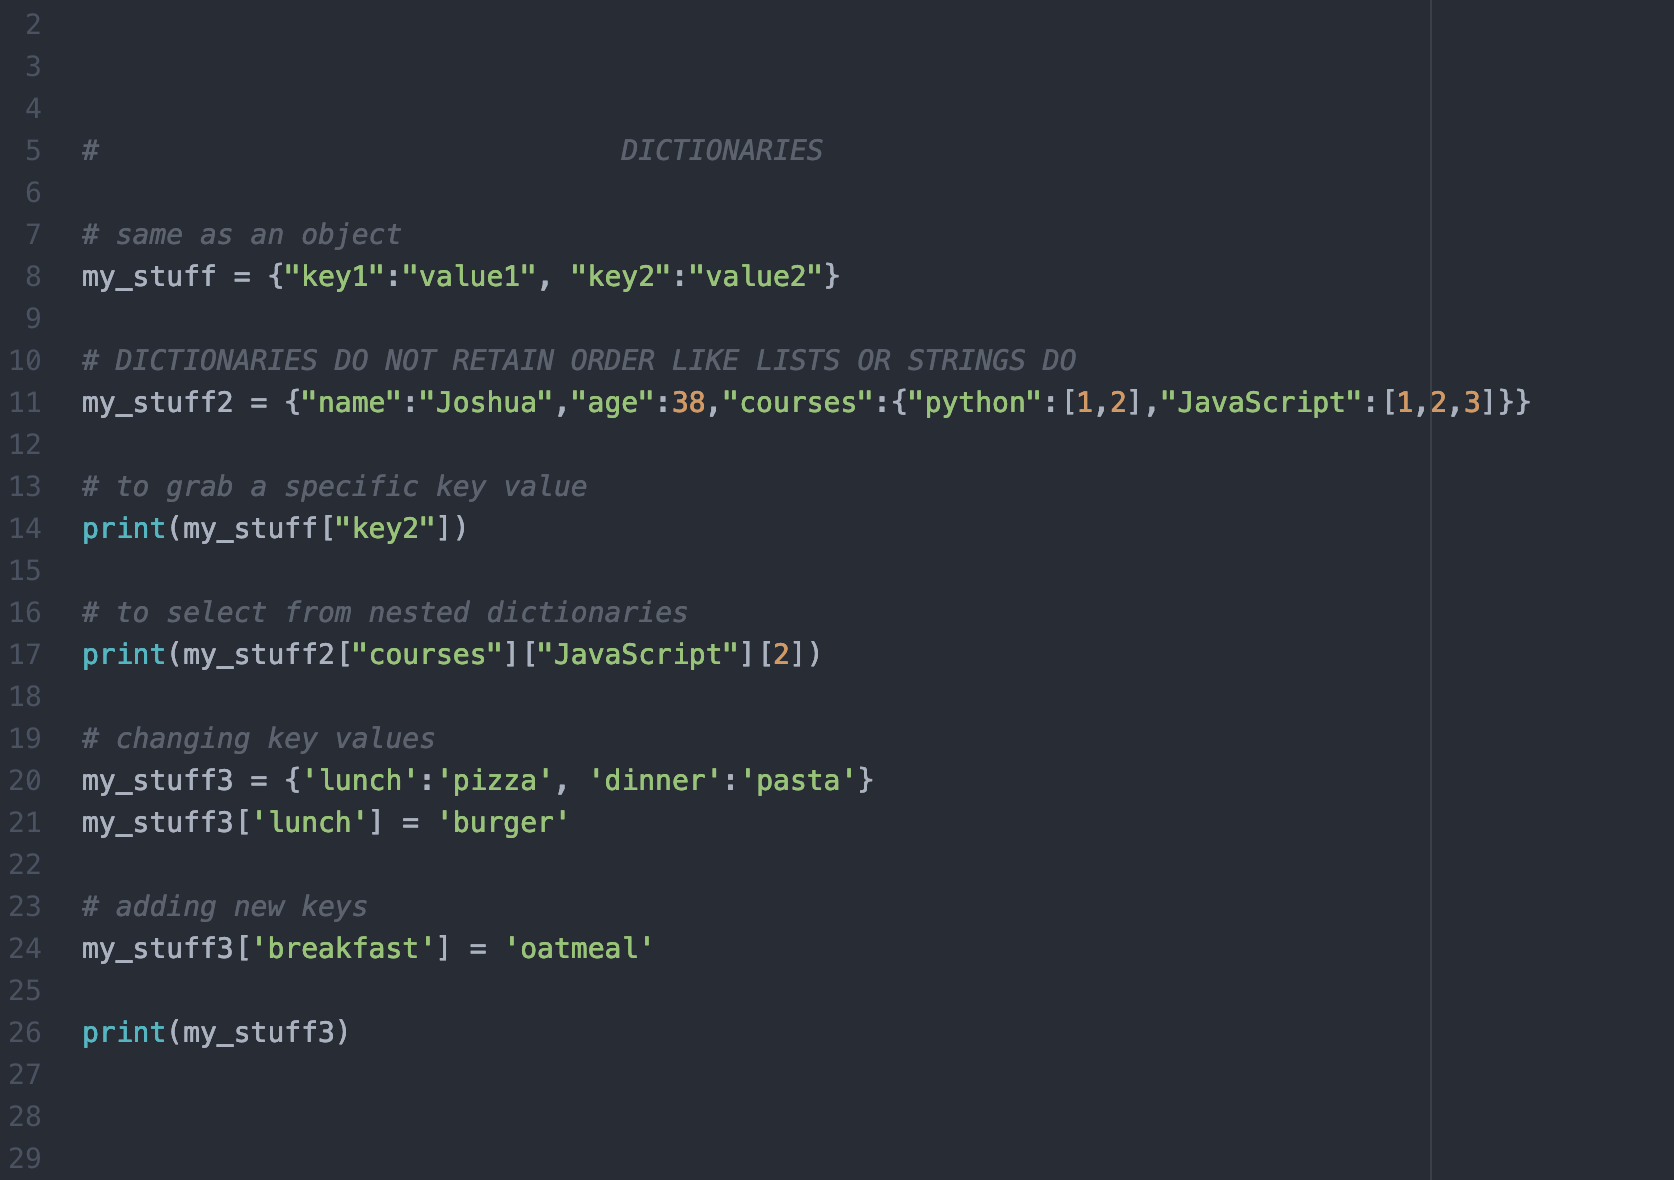 2
3
4
5 # DICTIONARIES
6
7 # same as an object
8 my_stuff = {"key1":"value1", "key2":"value2"}
9
10 # DICTIONARIES DO NOT RETAIN ORDER LIKE LISTS OR STRINGS DO
11 my_stuff2 = {"name":"Joshua","age":38,"courses":{"python":[1,2],"JavaScript":[1,2,3]}}
12
13 # to grab a specific key value
14 print(my_stuff["key2"])
15
16 # to select from nested dictionaries
17 print(my_stuff2["courses"]["JavaScript"][2])
18
19 # changing key values
20 my_stuff3 = {'lunch':'pizza', 'dinner':'pasta'}
21 my_stuff3['lunch'] = 'burger'
22
23 # adding new keys
24 my_stuff3['breakfast'] = 'oatmeal'
25
26 print(my_stuff3)
27
28
29